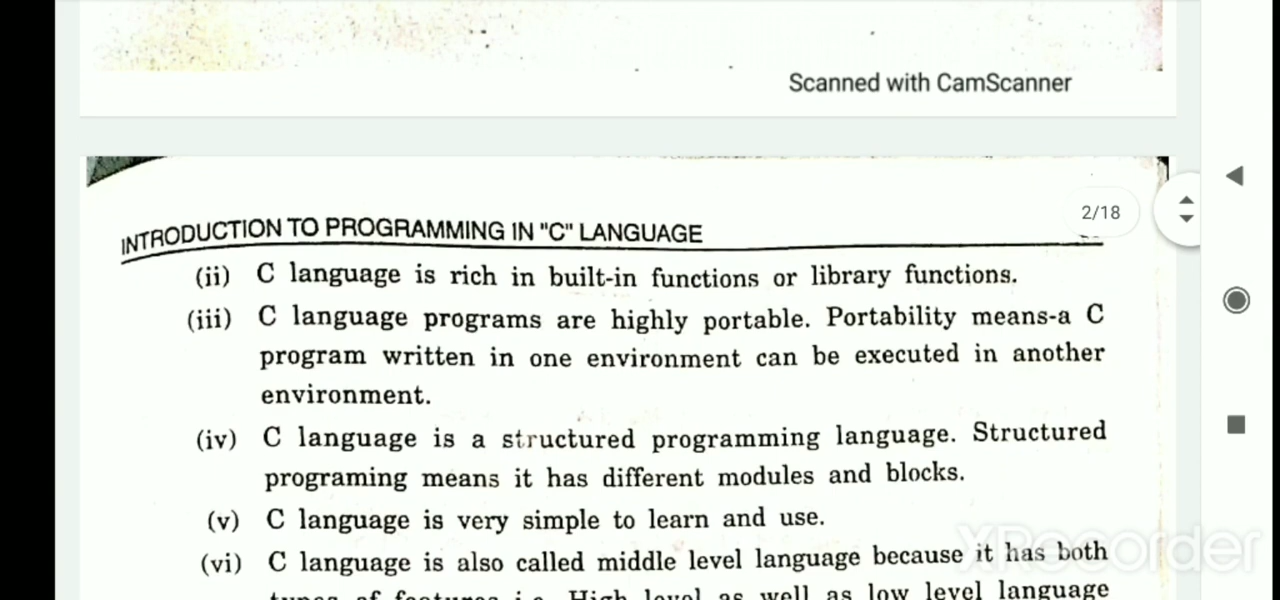 Scanned with CamScanner
2/18
INTRODUCTION TO PROGRAMMING IN "C" LANGUAGE
(ii) C language is rich in built-in functions or library functions.
(iii) C language programs are highly portable. Portability means-a C
program written in one environment can be executed in another
environment.
(iv) C language is a structured programming language. Structured
programing means it has different modules and blocks.
(v) C language is very simple to learn and use.
(vi) C language is also called middle level language because it has both
types of features i.e. High level as well as low level language
XRecorder